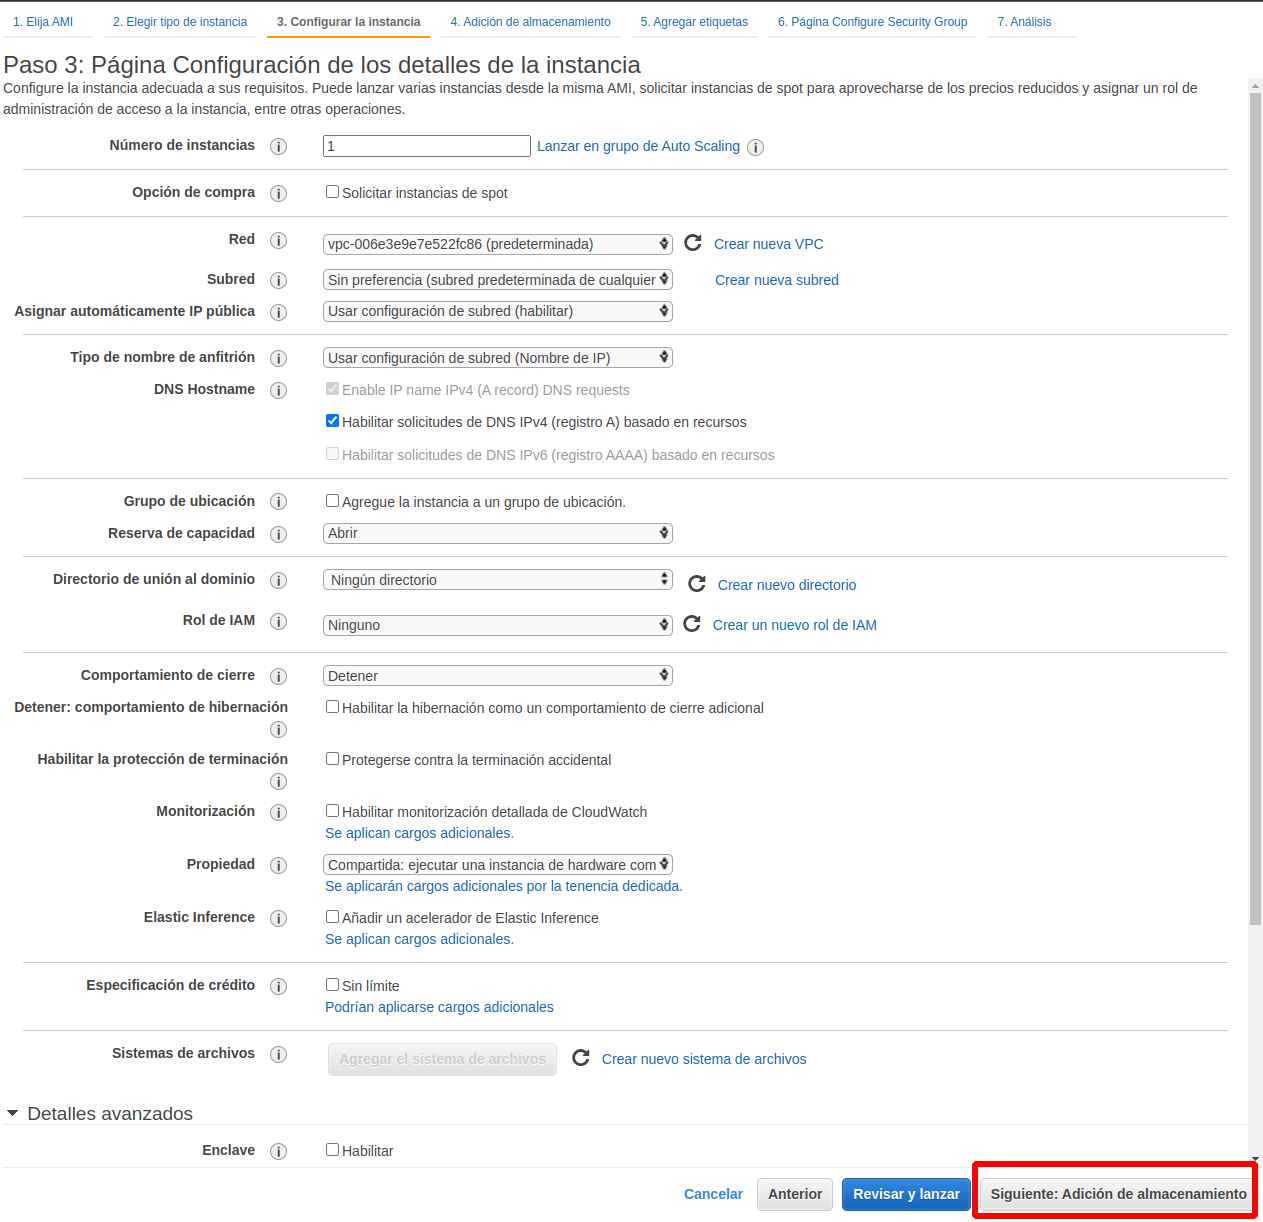 1. Elija AMI
2. Elegir tipo de instancia
3. Configurar la instancia
4. Adición de almacenamiento
5. Agregar etiquetas
6. Página Configure Security Group
7. Análisis
Paso 3: Página Configuración de los detalles de la instancia
Configure la instancia adecuada a sus requisitos. Puede lanzar varias instancias desde la misma AMI, solicitar instancias de spot para aprovecharse de los precios reducidos y asignar un rol de
administración de acceso a la instancia, entre otras operaciones.
Número de instancias i 1 Lanzar en grupo de Auto Scaling i
Opción de compra i Solicitar instancias de spot
Red i vpc-006e3e9e7e522fc86 (predeterminada) Crear nueva VPC
Subred i Sin preferencia (subred predeterminada de cualquier Crear nueva subred
Asignar automáticamente IP pública i Usar configuración de subred (habilitar)
Tipo de nombre de anfitrión i Usar configuración de subred (Nombre de IP)
DNS Hostname i Enable IP name IPv4 (A record) DNS requests
Habilitar solicitudes de DNS IPv4 (registro A) basado en recursos
Habilitar solicitudes de DNS IPv6 (registro AAAA) basado en recursos
Grupo de ubicación i Agregue la instancia a un grupo de ubicación.
Reserva de capacidad i Abrir
Directorio de unión al dominio i Ningún directorio Crear nuevo directorio
Rol de IAM i Ninguno Crear un nuevo rol de IAM
Comportamiento de cierre i Detener
Detener: comportamiento de hibernación i Habilitar la hibernación como un comportamiento de cierre adicional
Habilitar la protección de terminación i Protegerse contra la terminación accidental
Monitorización i Habilitar monitorización detallada de CloudWatch
Se aplican cargos adicionales.
Propiedad i Compartida: ejecutar una instancia de hardware com
Se aplicarán cargos adicionales por la tenencia dedicada.
Elastic Inference i Añadir un acelerador de Elastic Inference
Se aplican cargos adicionales.
Especificación de crédito i Sin límite
Podrían aplicarse cargos adicionales
Sistemas de archivos i Agregar el sistema de archivos Crear nuevo sistema de archivos
Detalles avanzados
Enclave i Habilitar
Cancelar Anterior Revisar y lanzar Siguiente: Adición de almacenamiento